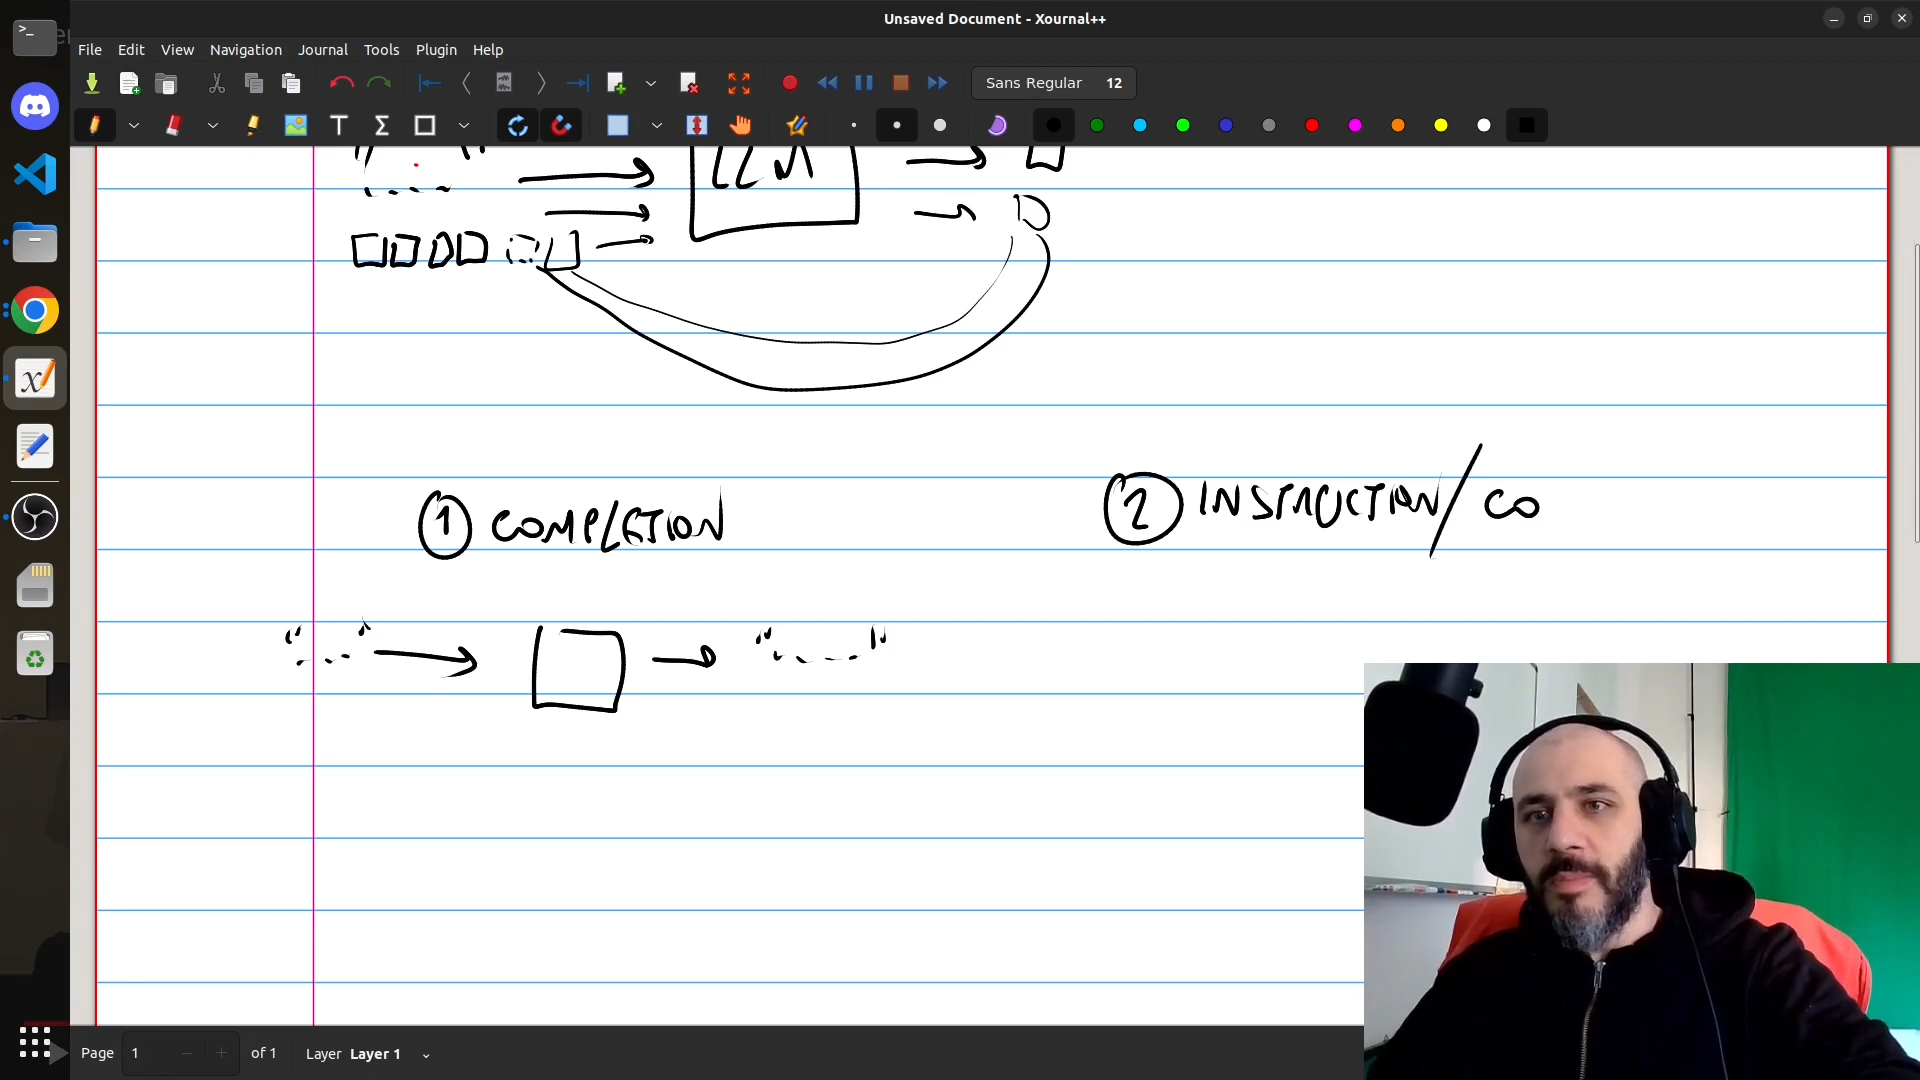 Unsaved Document - Xournal++
File Edit View Navigation Journal Tools Plugin Help
Sans Regular 12
LLM
① COMPLETION
② INSTRUCTION / CO
" --- " " ---- "
Page 1 of 1 Layer Layer 1